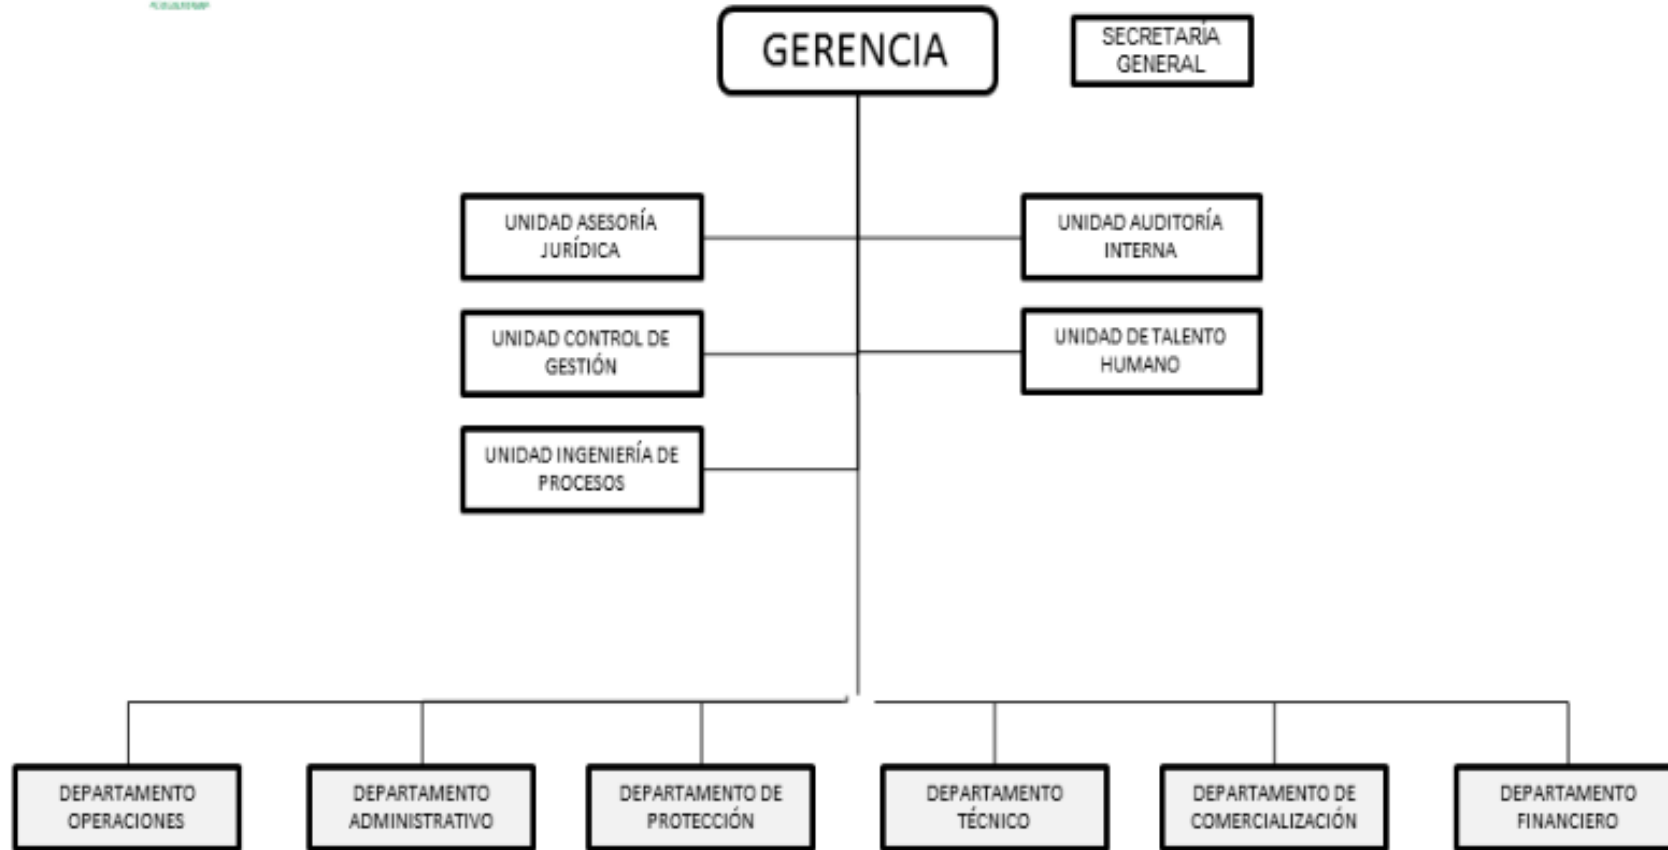 GERENCIA
SECRETARÍA
GENERAL
UNIDAD ASESORÍA
JURÍDICA
UNIDAD AUDITORÍA
INTERNA
UNIDAD CONTROL DE
GESTIÓN
UNIDAD DE TALENTO
HUMANO
UNIDAD INGENIERÍA DE
PROCESOS
DEPARTAMENTO
OPERACIONES
DEPARTAMENTO
ADMINISTRATIVO
DEPARTAMENTO DE
PROTECCIÓN
DEPARTAMENTO
TÉCNICO
DEPARTAMENTO DE
COMERCIALIZACIÓN
DEPARTAMENTO
FINANCIERO